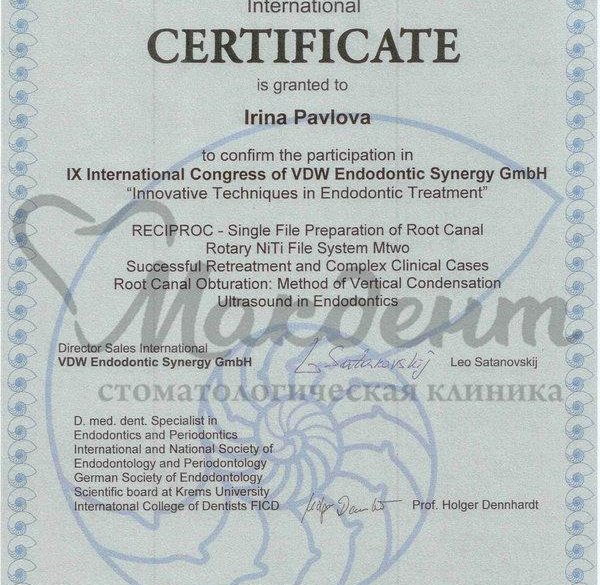 International
CERTIFICATE
is granted to
Irina Pavlova
to confirm the participation in
IX International Congress of VDW Endodontic Synergy GmbH
“Innovative Techniques in Endodontic Treatment”
RECIPROC - Single File Preparation of Root Canal
Rotary NiTi File System Mtwo
Successful Retreatment and Complex Clinical Cases
Root Canal Obturation: Method of Vertical Condensation
Ultrasound in Endodontics
Макдент
Director Sales International
VDW Endodontic Synergy GmbH
L Satanovskij
Leo Satanovskij
стоматологическая клиника
D. med. dent. Specialist in
Endodontics and Periodontics
International and National Society of
Endodontology and Periodontology
German Society of Endodontology
Scientific board at Krems University
International College of Dentists FICD
Prof. Holger Dennhardt